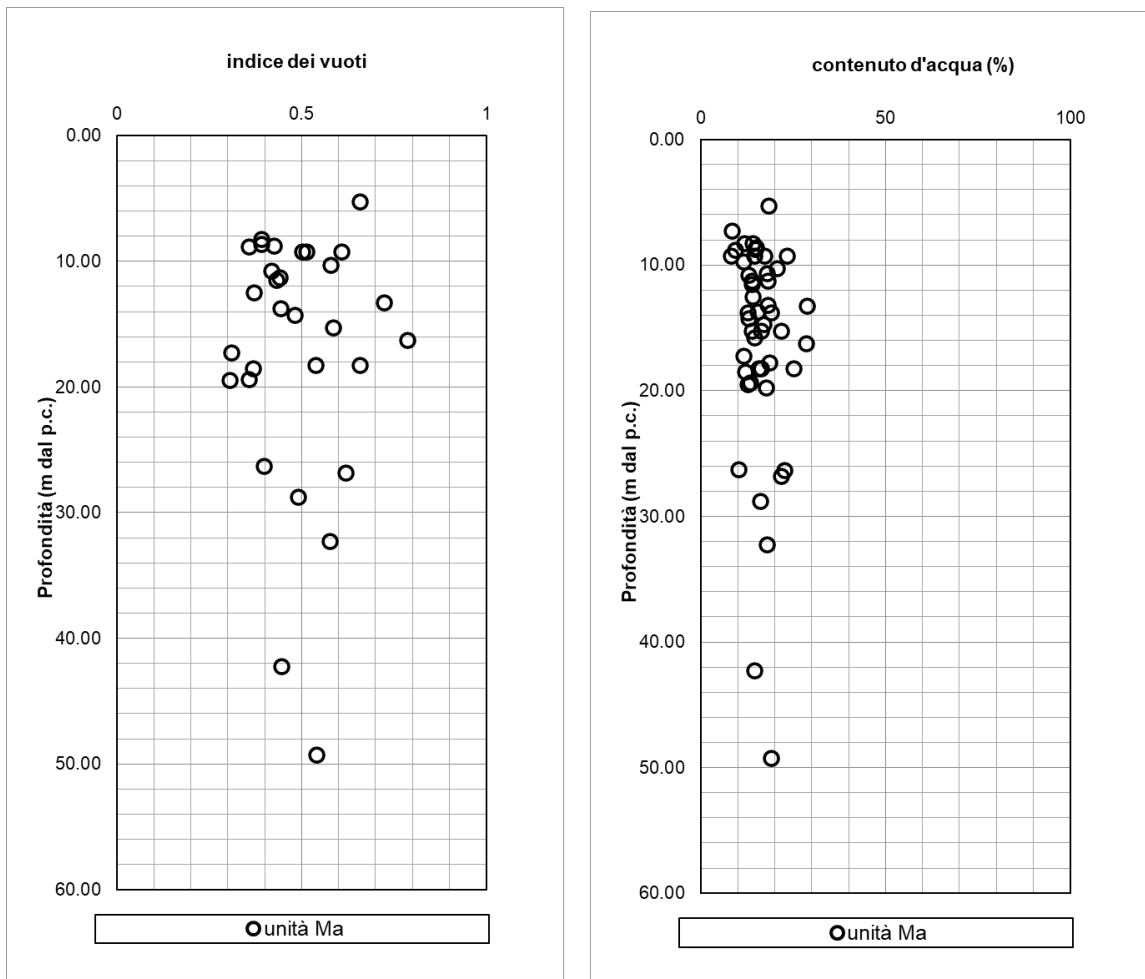 indice dei vuoti
0 0.5 1
0.00
10.00
20.00
30.00
40.00
50.00
60.00
Profondità (m dal p.c.)
unità Ma
contenuto d'acqua (%)
0 50 100
0.00
10.00
20.00
30.00
40.00
50.00
60.00
Profondità (m dal p.c.)
unità Ma